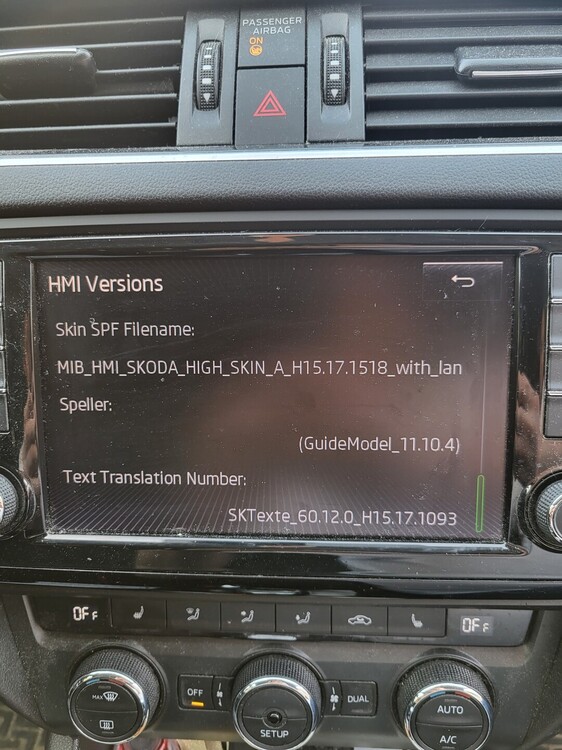 PASSENGER
AIRBAG
ON
HMI Versions
Skin SPF Filename:
MIB_HMI_SKODA_HIGH_SKIN_A_H15.17.1518_with_lan
Speller:
(GuideModel_11.10.4)
Text Translation Number:
SKTexte_60.12.0_H15.17.1093
OFF
OFF
MAX
OFF
SETUP
DUAL
AUTO
A/C